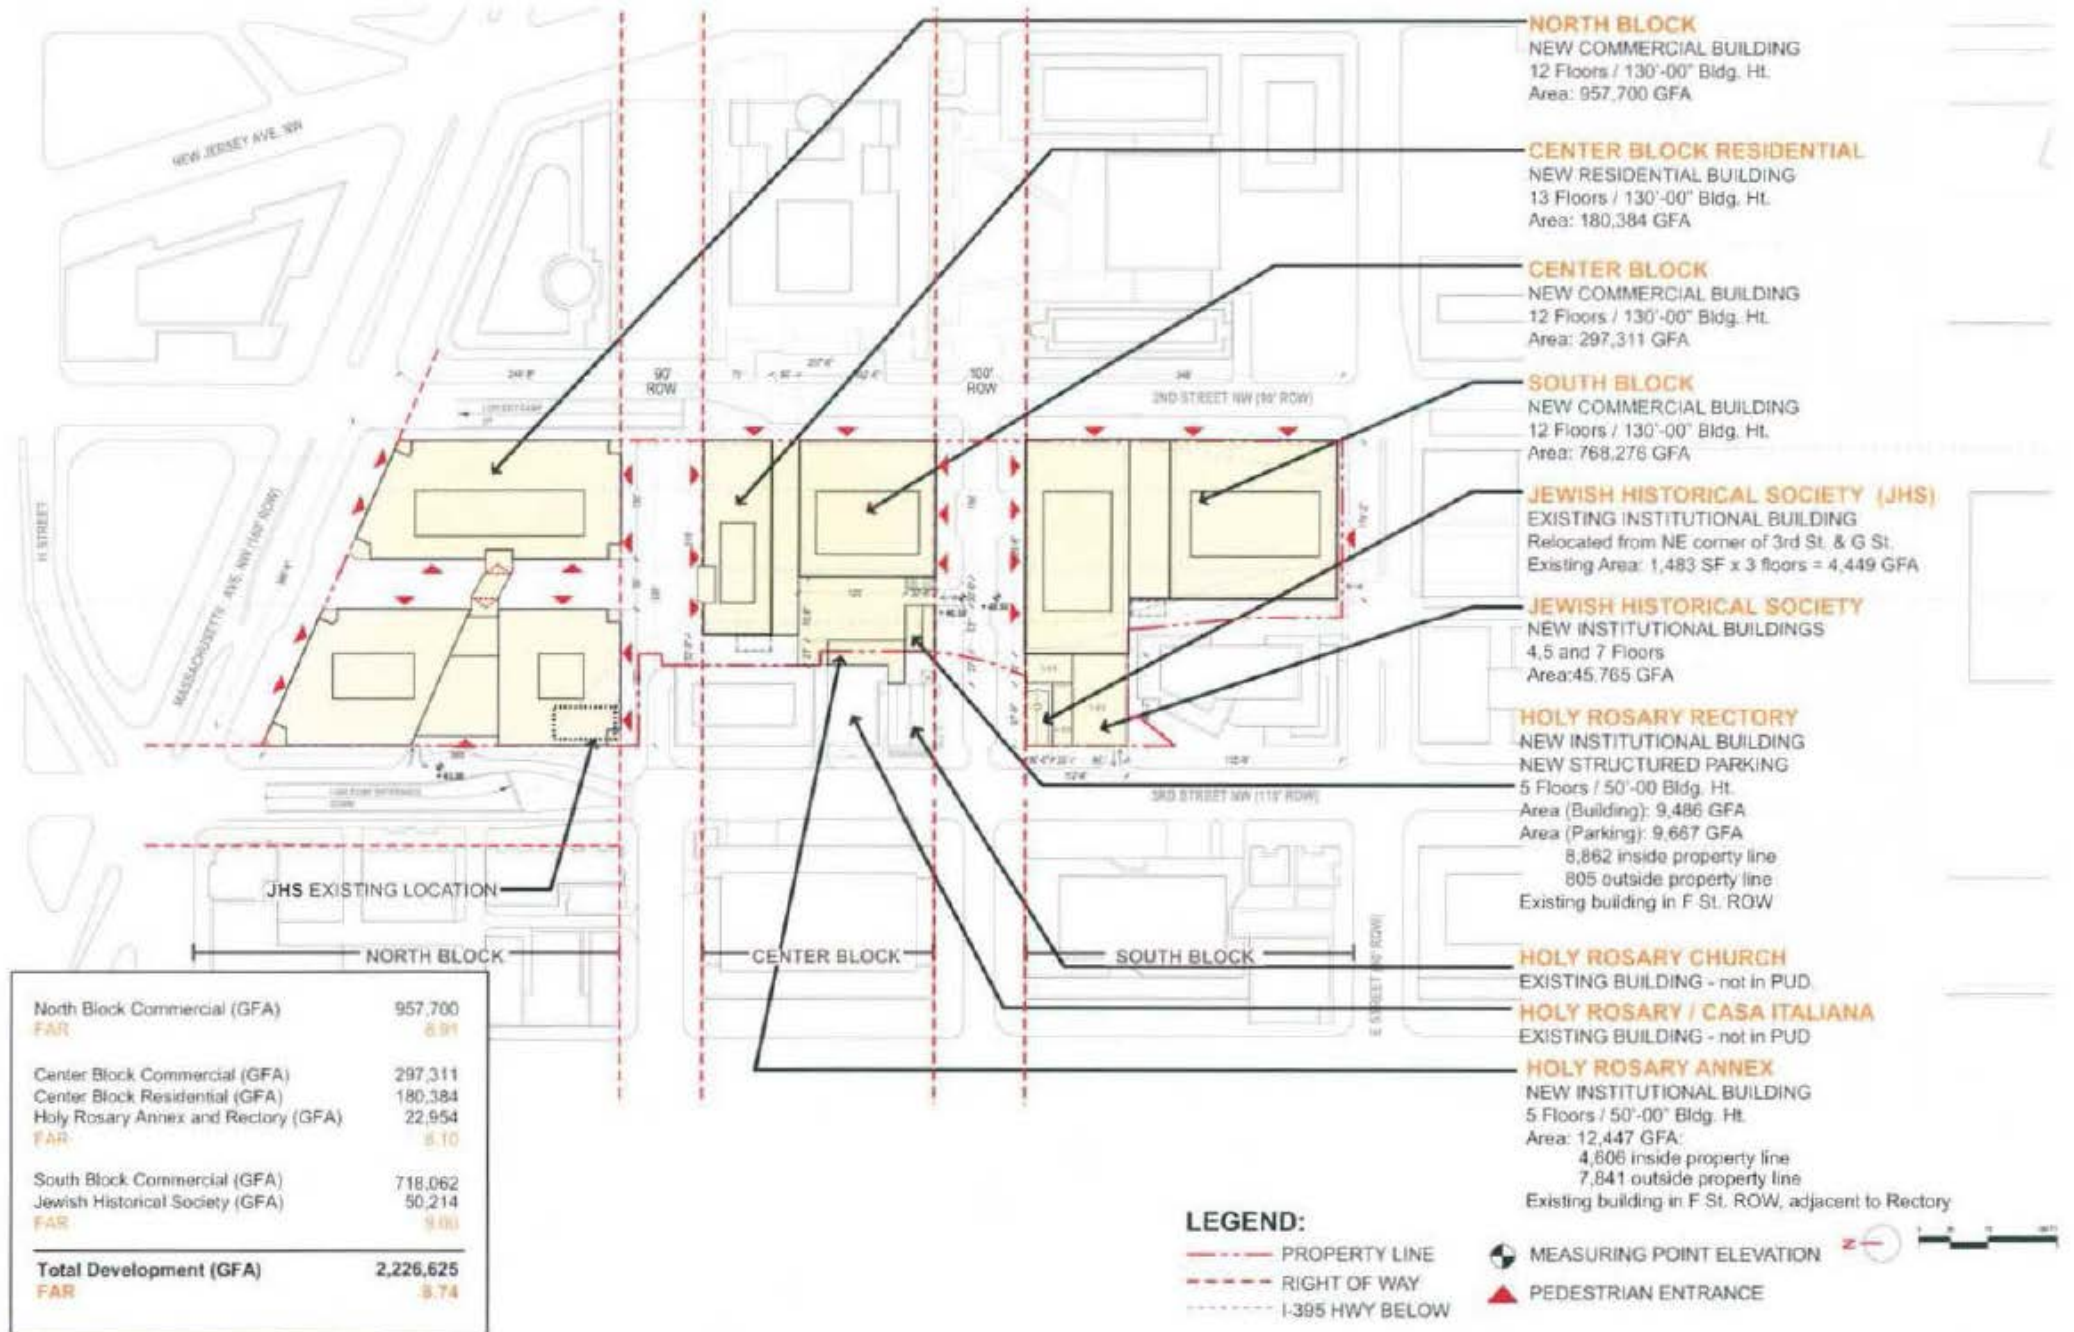 NORTH BLOCK
NEW COMMERCIAL BUILDING
12 Floors / 130'-00" Bldg. Ht.
Area: 957,700 GFA
CENTER BLOCK RESIDENTIAL
NEW RESIDENTIAL BUILDING
13 Floors / 130'-00" Bldg. Ht.
Area: 180,384 GFA
CENTER BLOCK
NEW COMMERCIAL BUILDING
12 Floors / 130'-00" Bldg. Ht.
Area: 297,311 GFA
SOUTH BLOCK
NEW COMMERCIAL BUILDING
12 Floors / 130'-00" Bldg. Ht.
Area: 768,276 GFA
JEWISH HISTORICAL SOCIETY (JHS)
EXISTING INSTITUTIONAL BUILDING
Relocated from NE corner of 3rd St. & G St.
Existing Area: 1,483 SF x 3 floors = 4,449 GFA
JEWISH HISTORICAL SOCIETY
NEW INSTITUTIONAL BUILDINGS
4,5 and 7 Floors
Area:45,765 GFA
HOLY ROSARY RECTORY
NEW INSTITUTIONAL BUILDING
NEW STRUCTURED PARKING
5 Floors / 50'-00 Bldg. Ht.
Area (Building): 9,486 GFA
Area (Parking): 9,667 GFA
8,862 inside property line
805 outside property line
Existing building in F St. ROW
HOLY ROSARY CHURCH
EXISTING BUILDING - not in PUD
HOLY ROSARY / CASA ITALIANA
EXISTING BUILDING - not in PUD
HOLY ROSARY ANNEX
NEW INSTITUTIONAL BUILDING
5 Floors / 50'-00" Bldg. Ht.
Area: 12,447 GFA:
4,606 inside property line
7,841 outside property line
Existing building in F St. ROW, adjacent to Rectory
NEW JERSEY AVE. NW
H STREET
MASSACHUSETTS AVE. NW (160' ROW)
90'
ROW
100'
ROW
2ND STREET NW (90' ROW)
3RD STREET NW (110' ROW)
E STREET (90' ROW)
JHS EXISTING LOCATION
NORTH BLOCK
CENTER BLOCK
SOUTH BLOCK
North Block Commercial (GFA) 957,700
FAR 8.91
Center Block Commercial (GFA) 297,311
Center Block Residential (GFA) 180,384
Holy Rosary Annex and Rectory (GFA) 22,954
FAR 8.10
South Block Commercial (GFA) 718,062
Jewish Historical Society (GFA) 50,214
FAR 9.00
Total Development (GFA) 2,226,625
FAR 8.74
LEGEND:
PROPERTY LINE
RIGHT OF WAY
I-395 HWY BELOW
MEASURING POINT ELEVATION
PEDESTRIAN ENTRANCE
N